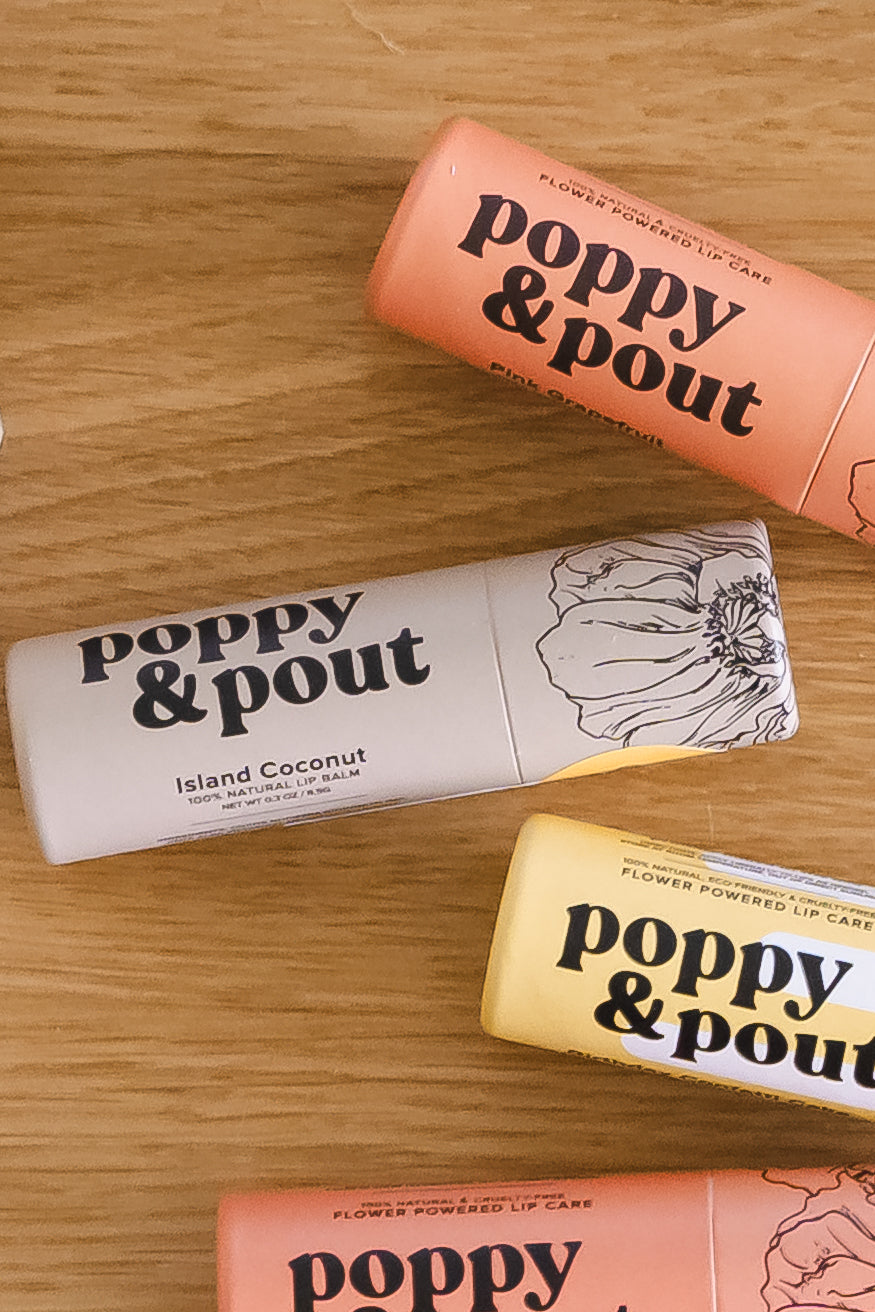 100% NATURAL & CRUELTY-FREE
FLOWER POWERED LIP CARE
poppy
&pout
Pink Grapefruit
poppy
&pout
Island Coconut
100% NATURAL LIP BALM
NET WT 0.3 OZ / 8.5G
100% NATURAL, ECO FRIENDLY & CRUELTY-FREE
FLOWER POWERED LIP CARE
poppy
&pout
100% NATURAL & CRUELTY-FREE
FLOWER POWERED LIP CARE
poppy